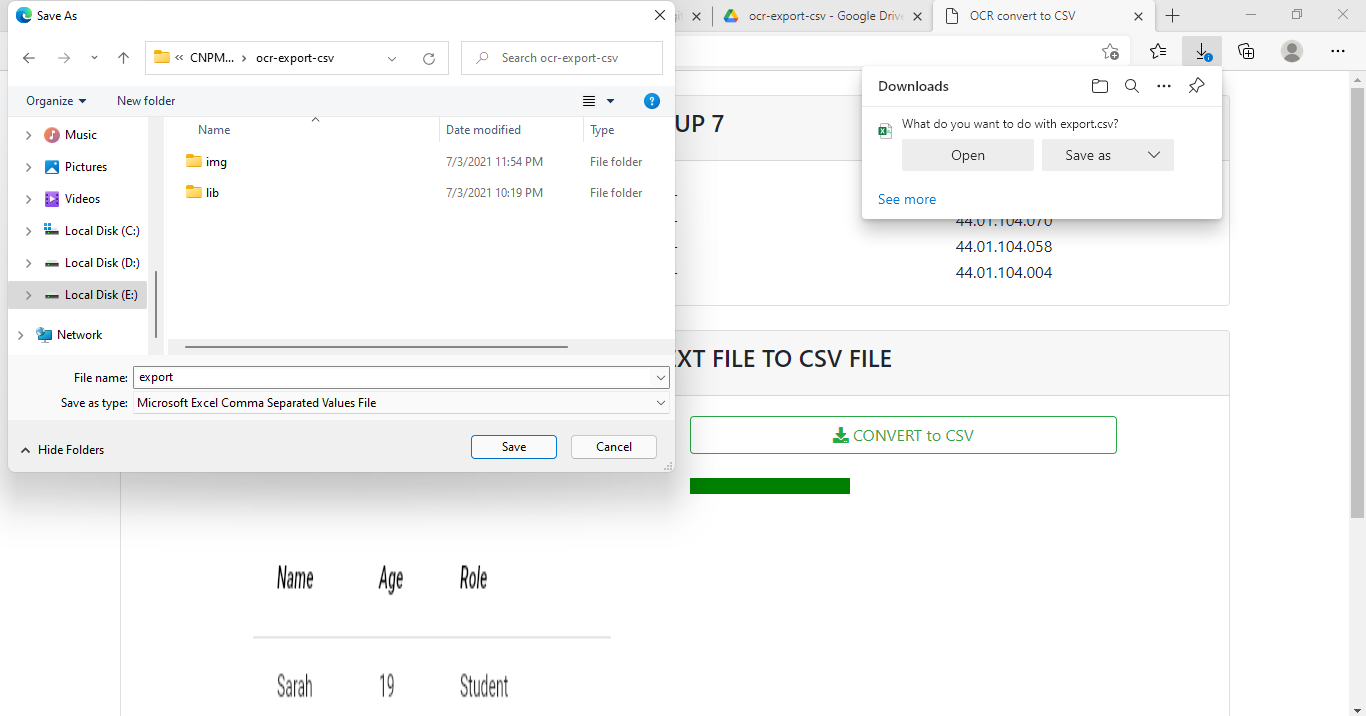 Save As
CNPM... › ocr-export-csv
Search ocr-export-csv
Organize
New folder
Name
Date modified
Type
Music
Pictures
Videos
Local Disk (C:)
Local Disk (D:)
Local Disk (E:)
Network
img 7/3/2021 11:54 PM File folder
lib 7/3/2021 10:19 PM File folder
File name: export
Save as type: Microsoft Excel Comma Separated Values File
Hide Folders
Save
Cancel
ocr-export-csv - Google Drive
OCR convert to CSV
Downloads
What do you want to do with export.csv?
Open
Save as
See more
UP 7
44.01.104.070
44.01.104.058
44.01.104.004
EXT FILE TO CSV FILE
CONVERT to CSV
Name Age Role
Sarah 19 Student